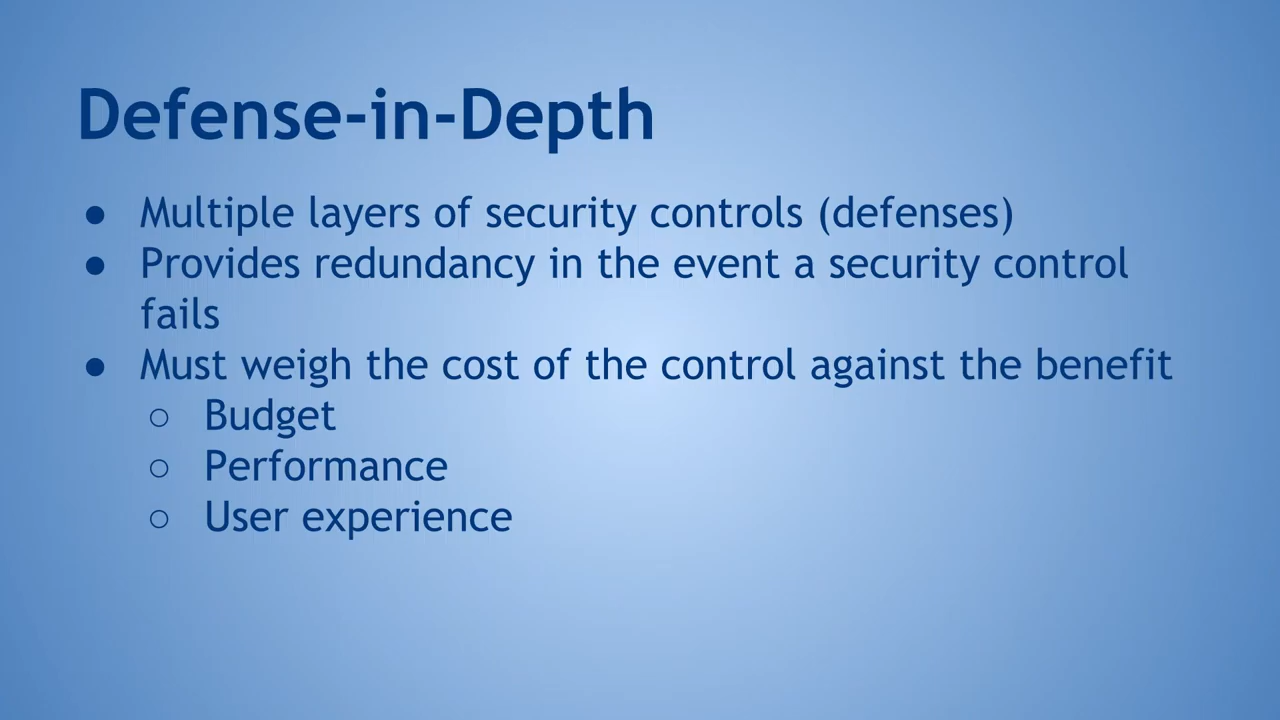 Defense-in-Depth
● Multiple layers of security controls (defenses)
● Provides redundancy in the event a security control
fails
● Must weigh the cost of the control against the benefit
○ Budget
○ Performance
○ User experience